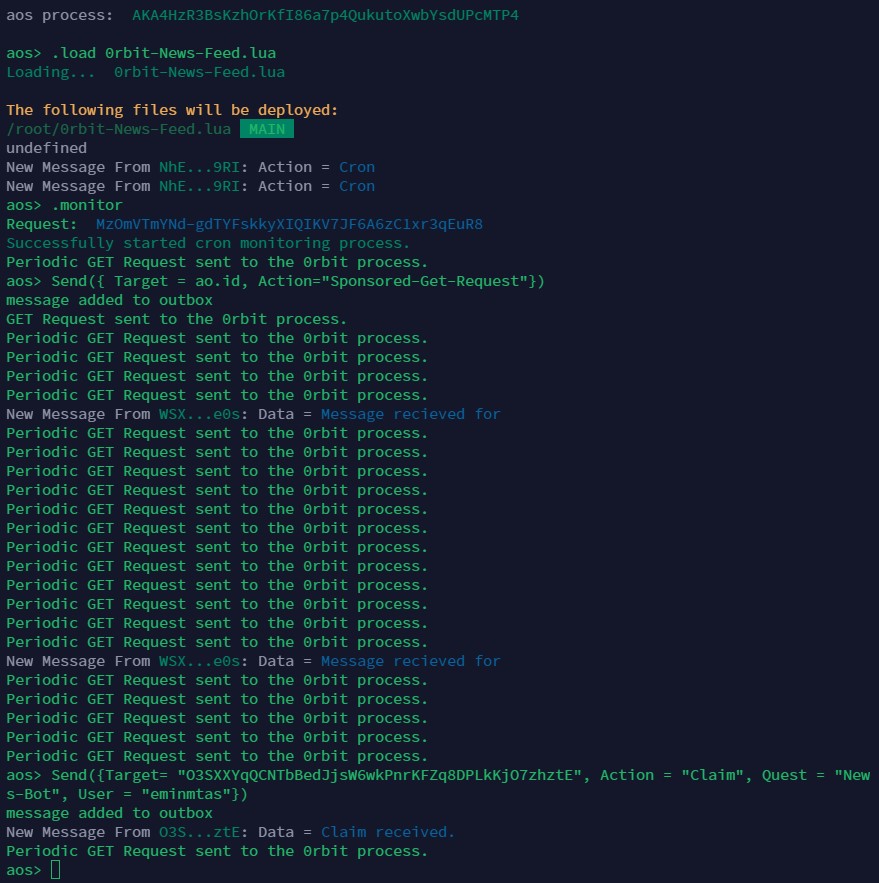 aos process:  AKA4HzR3BsKzhOrKfI86a7p4QukutoXwbYsdUPcMTP4
aos> .load 0rbit-News-Feed.lua
Loading...  0rbit-News-Feed.lua
The following files will be deployed:
/root/0rbit-News-Feed.lua MAIN
undefined
New Message From NhE...9RI: Action = Cron
New Message From NhE...9RI: Action = Cron
aos> .monitor
Request:  MzOmVTmYNd-gdTYFskkyXIQIKV7JF6A6zClxr3qEuR8
Successfully started cron monitoring process.
Periodic GET Request sent to the 0rbit process.
aos> Send({ Target = ao.id, Action="Sponsored-Get-Request"})
message added to outbox
GET Request sent to the 0rbit process.
Periodic GET Request sent to the 0rbit process.
Periodic GET Request sent to the 0rbit process.
Periodic GET Request sent to the 0rbit process.
Periodic GET Request sent to the 0rbit process.
New Message From WSX...e0s: Data = Message recieved for
Periodic GET Request sent to the 0rbit process.
Periodic GET Request sent to the 0rbit process.
Periodic GET Request sent to the 0rbit process.
Periodic GET Request sent to the 0rbit process.
Periodic GET Request sent to the 0rbit process.
Periodic GET Request sent to the 0rbit process.
Periodic GET Request sent to the 0rbit process.
Periodic GET Request sent to the 0rbit process.
Periodic GET Request sent to the 0rbit process.
Periodic GET Request sent to the 0rbit process.
Periodic GET Request sent to the 0rbit process.
Periodic GET Request sent to the 0rbit process.
New Message From WSX...e0s: Data = Message recieved for
Periodic GET Request sent to the 0rbit process.
Periodic GET Request sent to the 0rbit process.
Periodic GET Request sent to the 0rbit process.
Periodic GET Request sent to the 0rbit process.
Periodic GET Request sent to the 0rbit process.
aos> Send({Target= "O3SXXYqQCNTbBedJjsW6wkPnrKFZq8DPLkKjO7zhztE", Action = "Claim", Quest = "New
s-Bot", User = "eminmtas"})
message added to outbox
New Message From O3S...ztE: Data = Claim received.
Periodic GET Request sent to the 0rbit process.
aos>